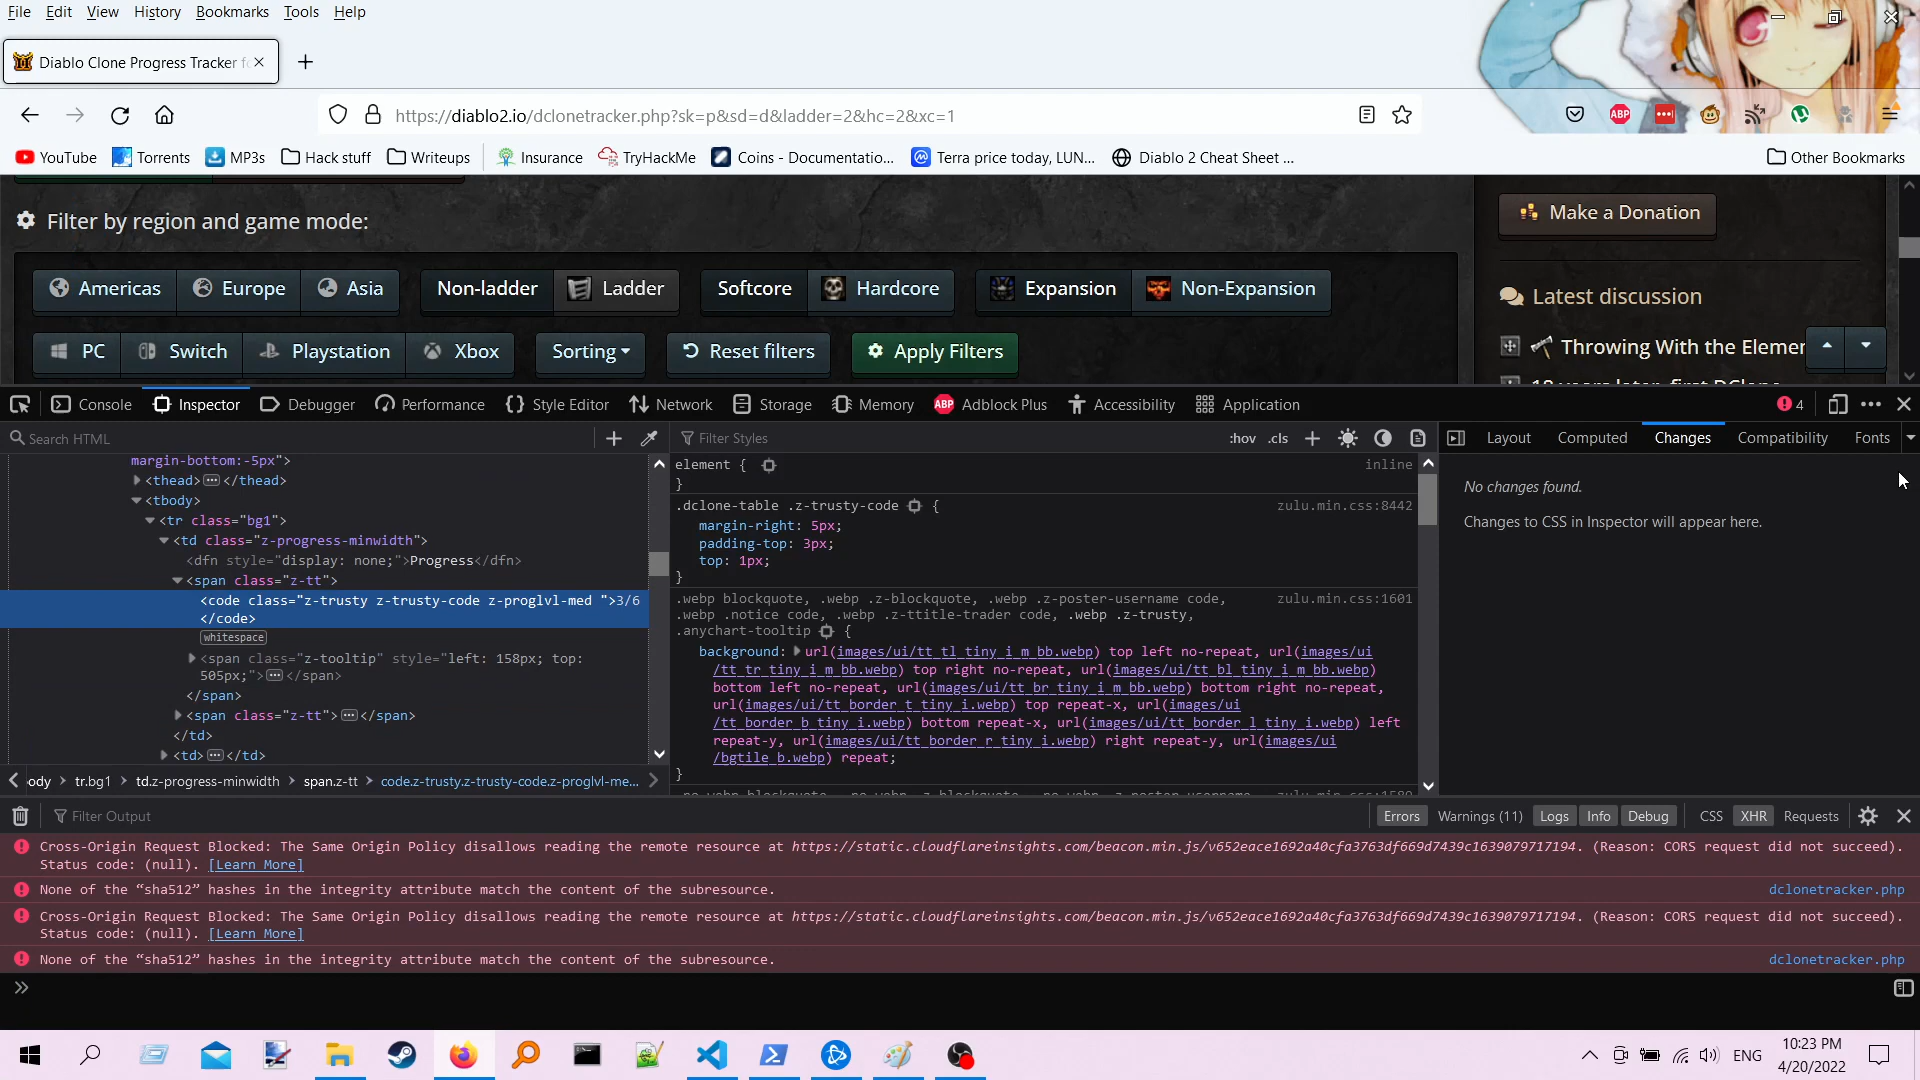 File Edit View History Bookmarks Tools Help
Diablo Clone Progress Tracker fo
https://diablo2.io/dclonetracker.php?sk=p&sd=d&ladder=2&hc=2&xc=1
YouTube Torrents MP3s Hack stuff Writeups Insurance TryHackMe Coins - Documentatio... Terra price today, LUN... Diablo 2 Cheat Sheet ... Other Bookmarks
Filter by region and game mode:
Make a Donation
Americas Europe Asia Non-ladder Ladder Softcore Hardcore Expansion Non-Expansion
Latest discussion
PC Switch Playstation Xbox Sorting Reset filters Apply Filters
Throwing With the Elemen
Console Inspector Debugger Performance Style Editor Network Storage Memory Adblock Plus Accessibility Application 4
Search HTML
margin-bottom:-5px">
<thead></thead>
<tbody>
<tr class="bg1">
<td class="z-progress-minwidth">
<dfn style="display: none;">Progress</dfn>
<span class="z-tt">
<code class="z-trusty z-trusty-code z-proglvl-med ">3/6
</code>
whitespace
<span class="z-tooltip" style="left: 158px; top:
505px;"></span>
</span>
<span class="z-tt"></span>
</td>
<td></td>
ody tr.bg1 td.z-progress-minwidth span.z-tt code.z-trusty.z-trusty-code.z-proglvl-me...
Filter Styles :hov .cls
element { inline
}
.dclone-table .z-trusty-code { zulu.min.css:8442
margin-right: 5px;
padding-top: 3px;
top: 1px;
}
.webp blockquote, .webp .z-blockquote, .webp .z-poster-username code, zulu.min.css:1601
.webp .notice code, .webp .z-ttitle-trader code, .webp .z-trusty,
.anychart-tooltip {
background: url(images/ui/tt_tl_tiny_i_m_bb.webp) top left no-repeat, url(images/ui
/tt_tr_tiny_i_m_bb.webp) top right no-repeat, url(images/ui/tt_bl_tiny_i_m_bb.webp)
bottom left no-repeat, url(images/ui/tt_br_tiny_i_m_bb.webp) bottom right no-repeat,
url(images/ui/tt_border_t_tiny_i.webp) top repeat-x, url(images/ui
/tt_border_b_tiny_i.webp) bottom repeat-x, url(images/ui/tt_border_l_tiny_i.webp) left
repeat-y, url(images/ui/tt_border_r_tiny_i.webp) right repeat-y, url(images/ui
/bgtile_b.webp) repeat;
}
Layout Computed Changes Compatibility Fonts
No changes found.
Changes to CSS in Inspector will appear here.
Filter Output Errors Warnings (11) Logs Info Debug CSS XHR Requests
Cross-Origin Request Blocked: The Same Origin Policy disallows reading the remote resource at https://static.cloudflareinsights.com/beacon.min.js/v652eace1692a40cfa3763df669d7439c1639079717194. (Reason: CORS request did not succeed).
Status code: (null). [Learn More]
None of the “sha512” hashes in the integrity attribute match the content of the subresource. dclonetracker.php
Cross-Origin Request Blocked: The Same Origin Policy disallows reading the remote resource at https://static.cloudflareinsights.com/beacon.min.js/v652eace1692a40cfa3763df669d7439c1639079717194. (Reason: CORS request did not succeed).
Status code: (null). [Learn More]
None of the “sha512” hashes in the integrity attribute match the content of the subresource. dclonetracker.php
ENG
10:23 PM
4/20/2022